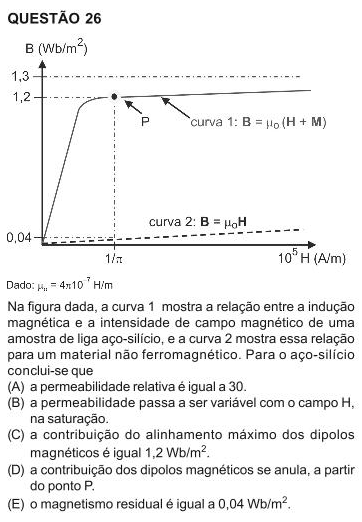 QUESTÃO 26
B (Wb/m²)
1,3
1,2
P
curva 1: B = μ₀ (H + M)
curva 2: B = μ₀H
0,04
1/π
10⁵ H (A/m)
Dado: μ₀ = 4π10⁻⁷ H/m
Na figura dada, a curva 1 mostra a relação entre a indução
magnética e a intensidade de campo magnético de uma
amostra de liga aço-silício, e a curva 2 mostra essa relação
para um material não ferromagnético. Para o aço-silício
conclui-se que
(A) a permeabilidade relativa é igual a 30.
(B) a permeabilidade passa a ser variável com o campo H,
na saturação.
(C) a contribuição do alinhamento máximo dos dipolos
magnéticos é igual 1,2 Wb/m².
(D) a contribuição dos dipolos magnéticos se anula, a partir
do ponto P.
(E) o magnetismo residual é igual a 0,04 Wb/m².